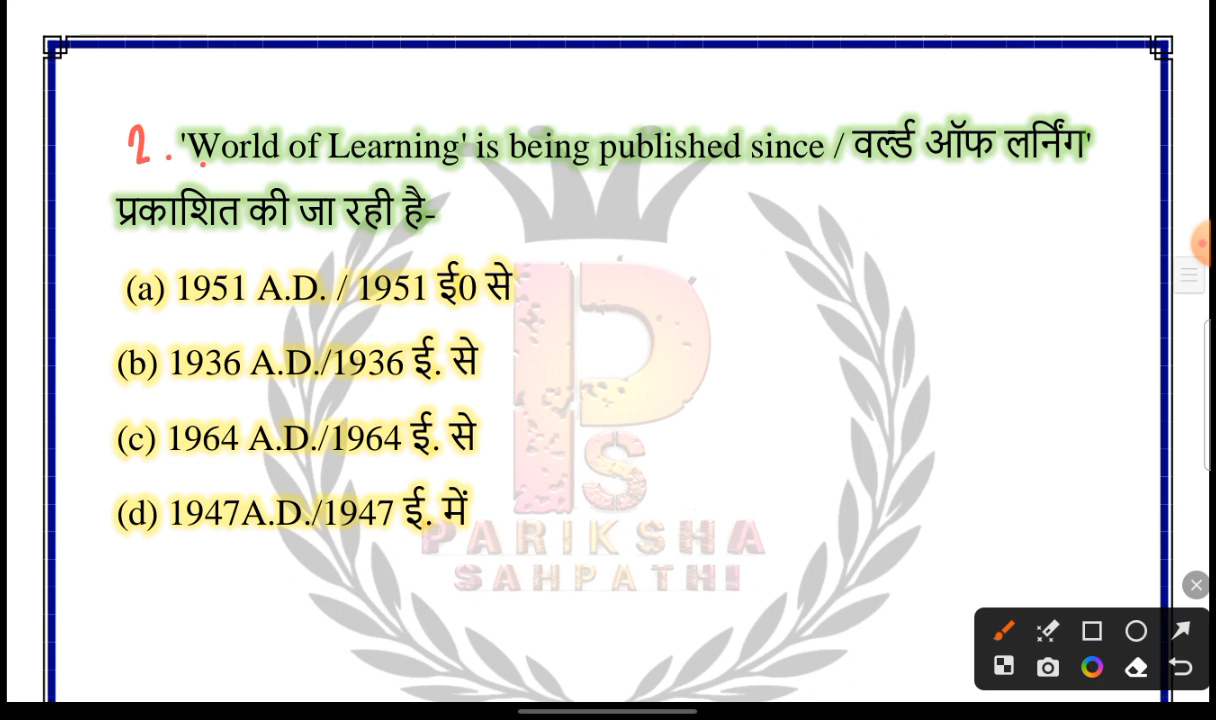 2. 'World of Learning' is being published since / वर्ल्ड ऑफ लर्निंग'
प्रकाशित की जा रही है-
(a) 1951 A.D. / 1951 ई0 से
(b) 1936 A.D./1936 ई. से
(c) 1964 A.D./1964 ई. से
(d) 1947A.D./1947 ई. में
PS
PARIKSHA
SAHPATHI